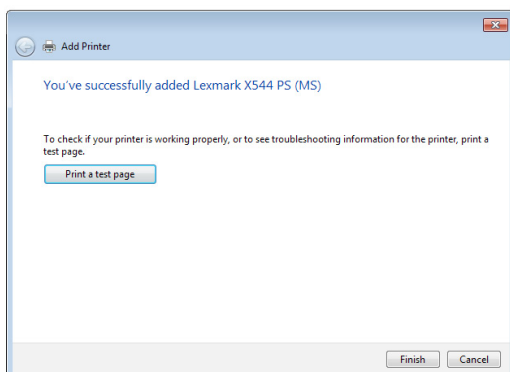 Add Printer
You've successfully added Lexmark X544 PS (MS)
To check if your printer is working properly, or to see troubleshooting information for the printer, print a
test page.
Print a test page
Finish
Cancel